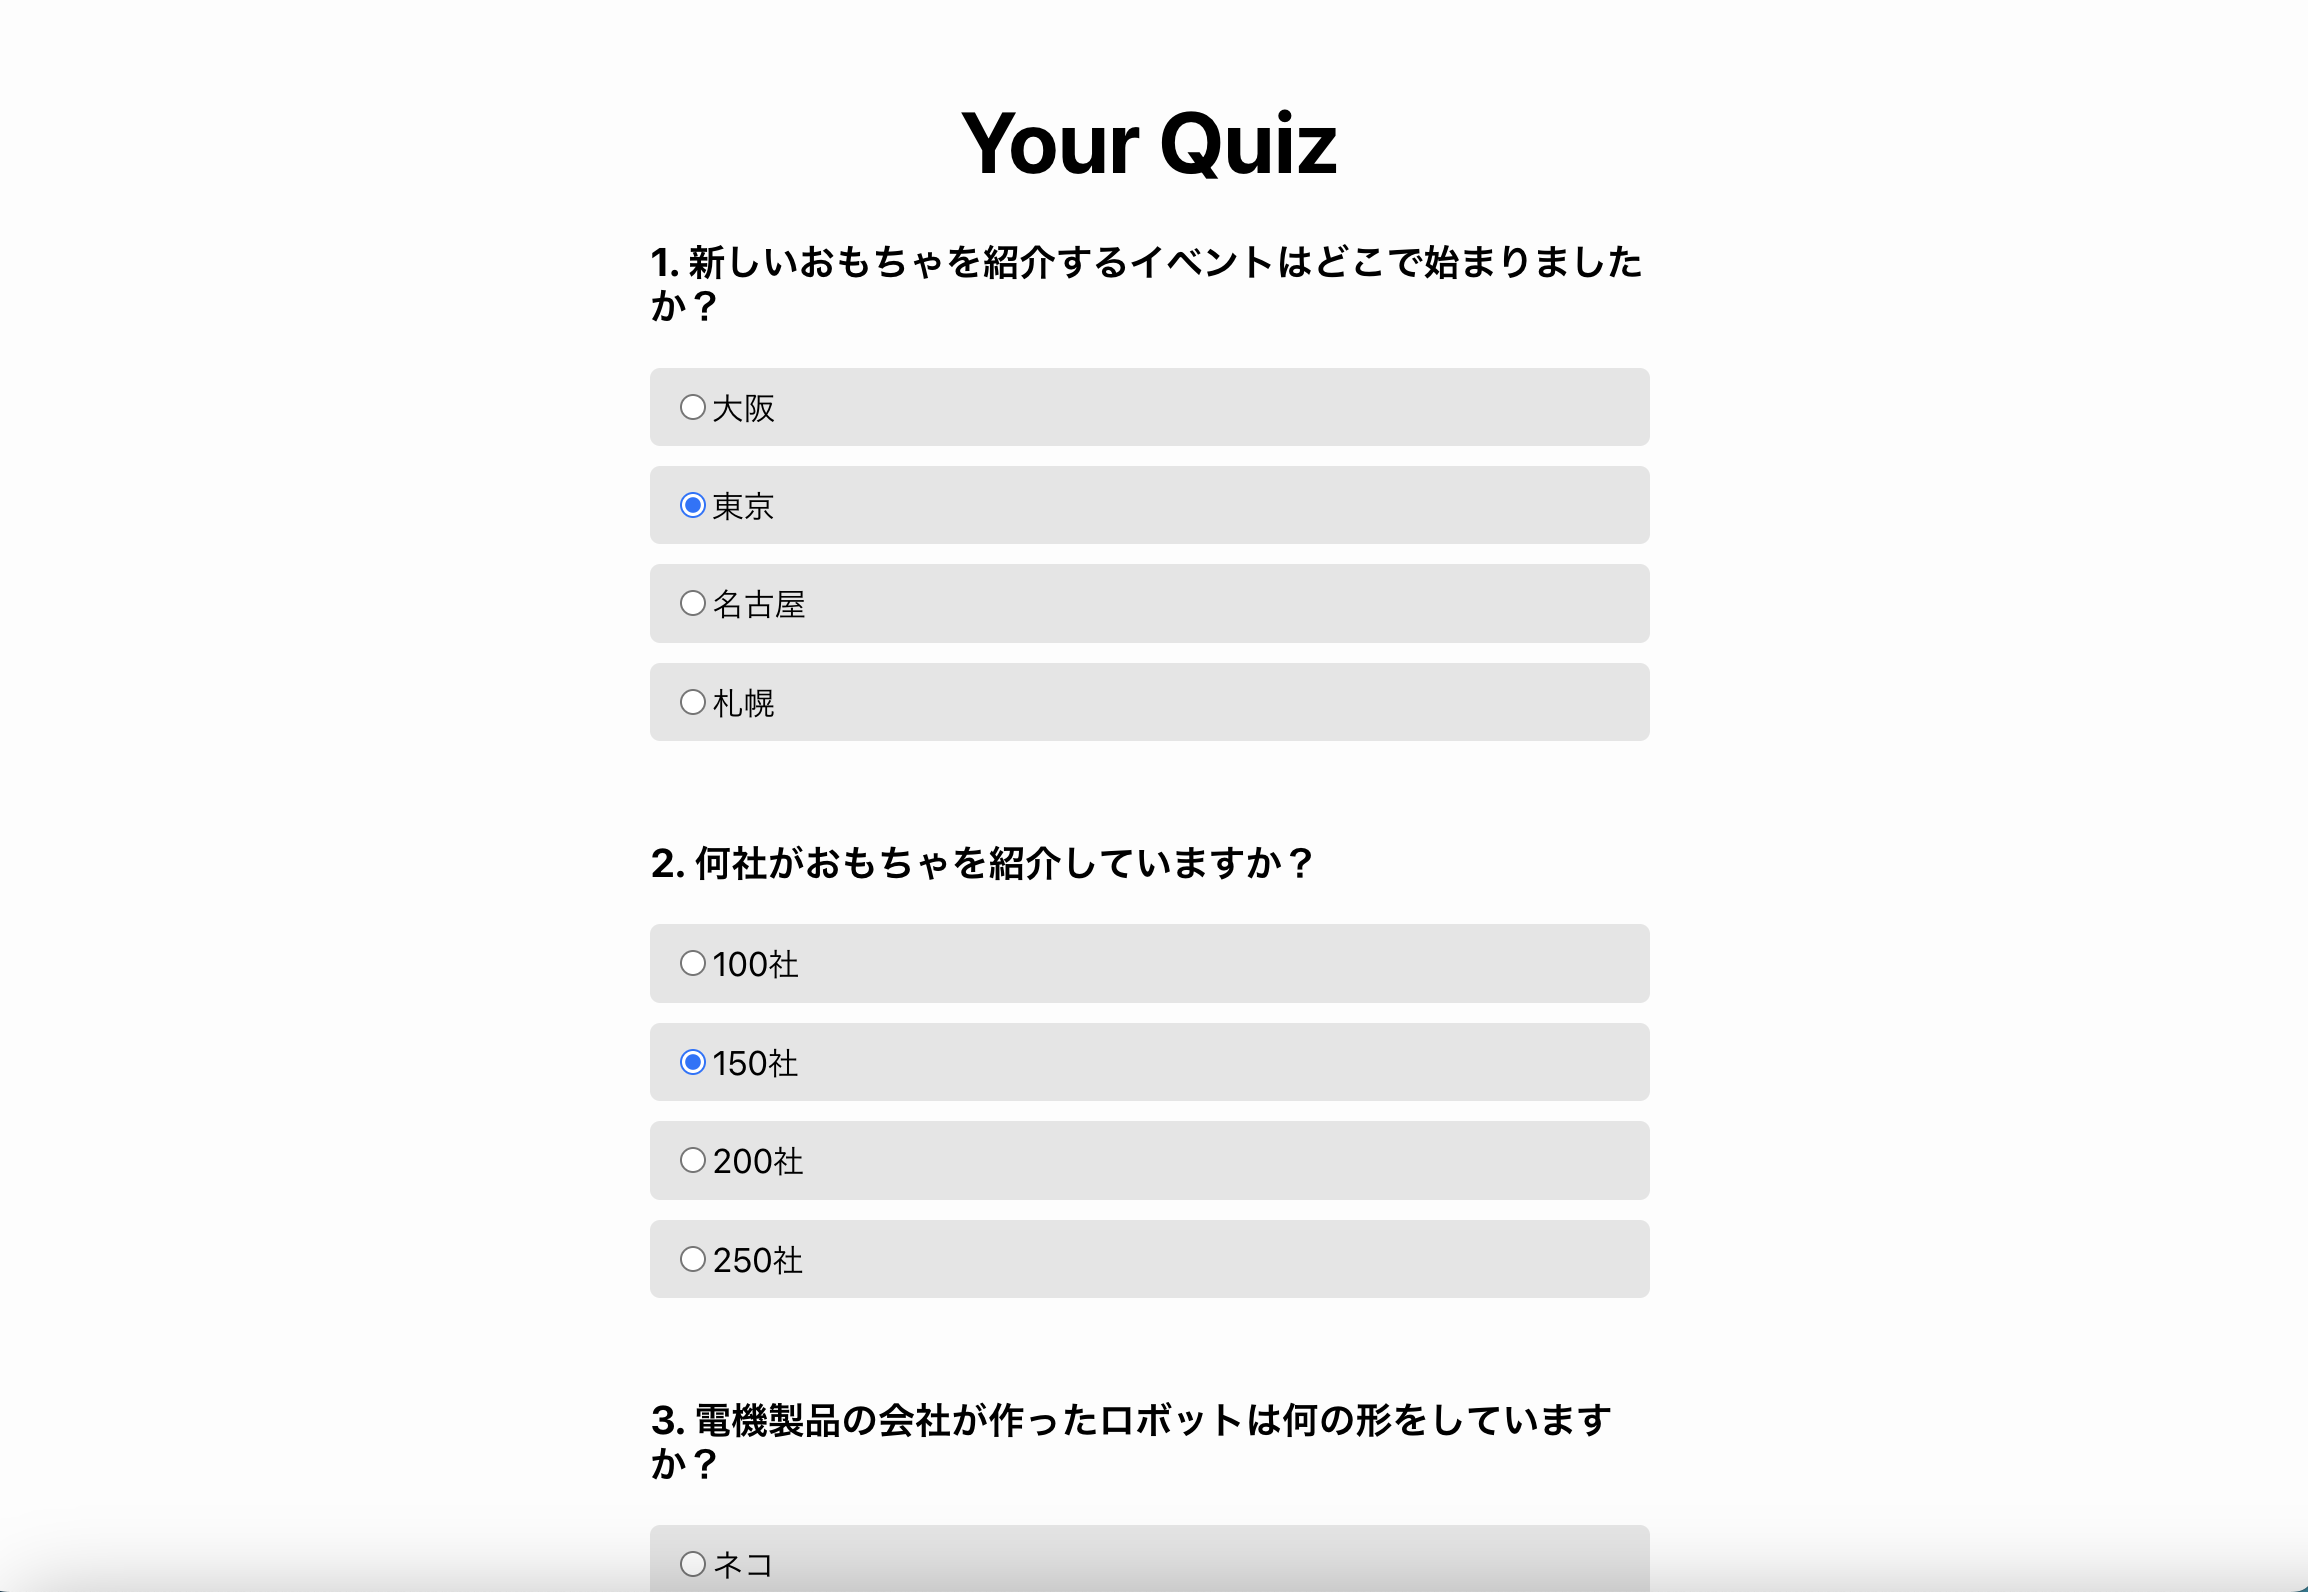 Your Quiz
1. 新しいおもちゃを紹介するイベントはどこで始まりました
か？
大阪
東京
名古屋
札幌
2. 何社がおもちゃを紹介していますか？
100社
150社
200社
250社
3. 電機製品の会社が作ったロボットは何の形をしています
か？
ネコ